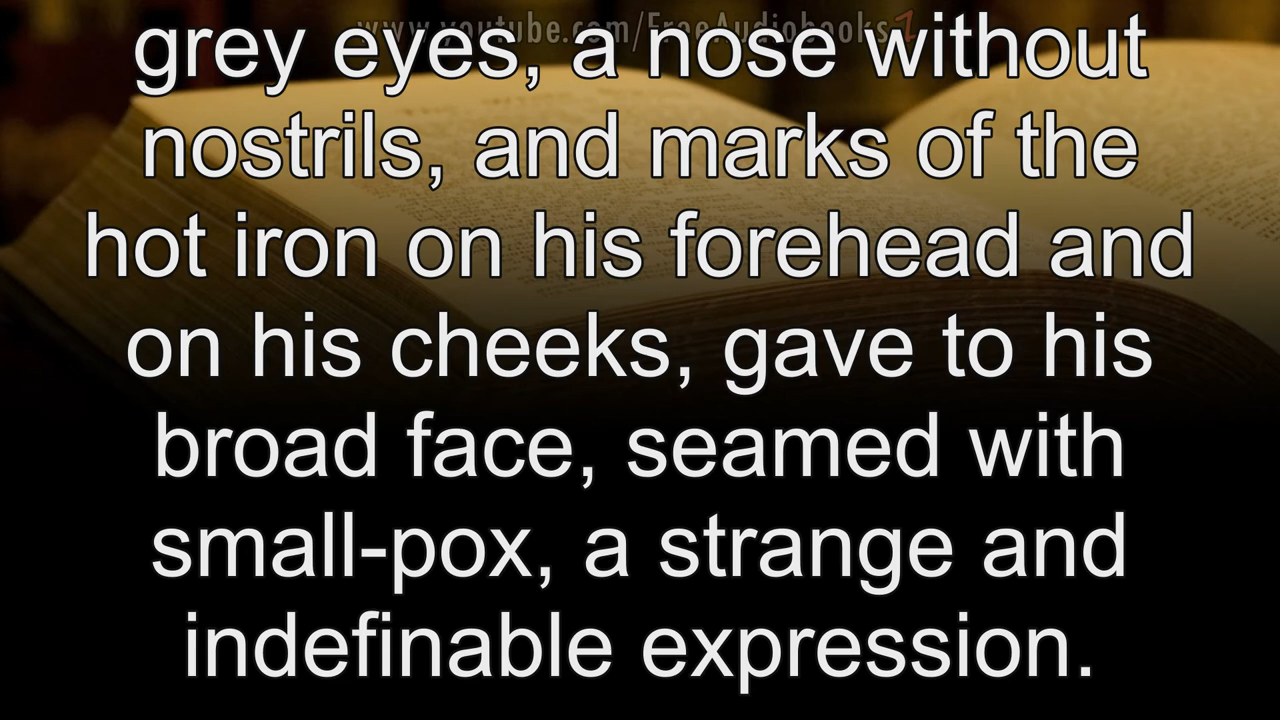 www.youtube.com/FreeAudiobooks1
grey eyes, a nose without
nostrils, and marks of the
hot iron on his forehead and
on his cheeks, gave to his
broad face, seamed with
small-pox, a strange and
indefinable expression.